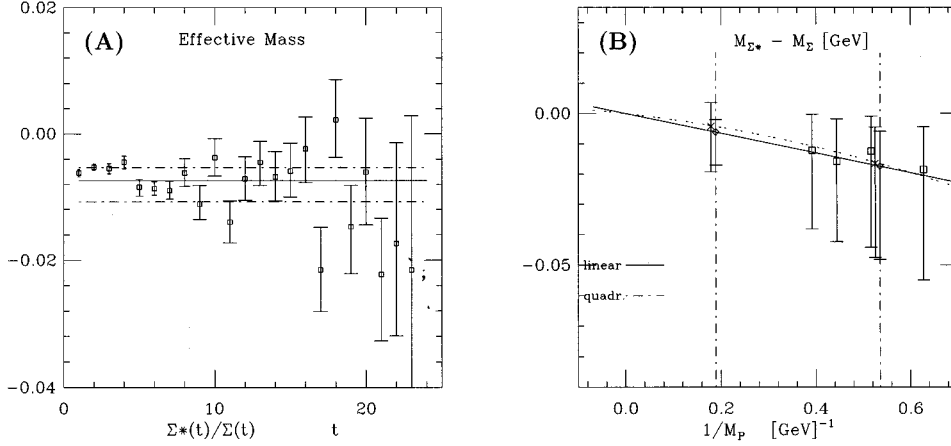 (A)
Effective Mass
0.02
0.00
-0.02
-0.04
0
10
20
Σ*(t)/Σ(t)
t
(B)
M_Σ* − M_Σ [GeV]
0.00
-0.05
linear
quadr.
0.0
0.2
0.4
0.6
1/M_P [GeV]⁻¹